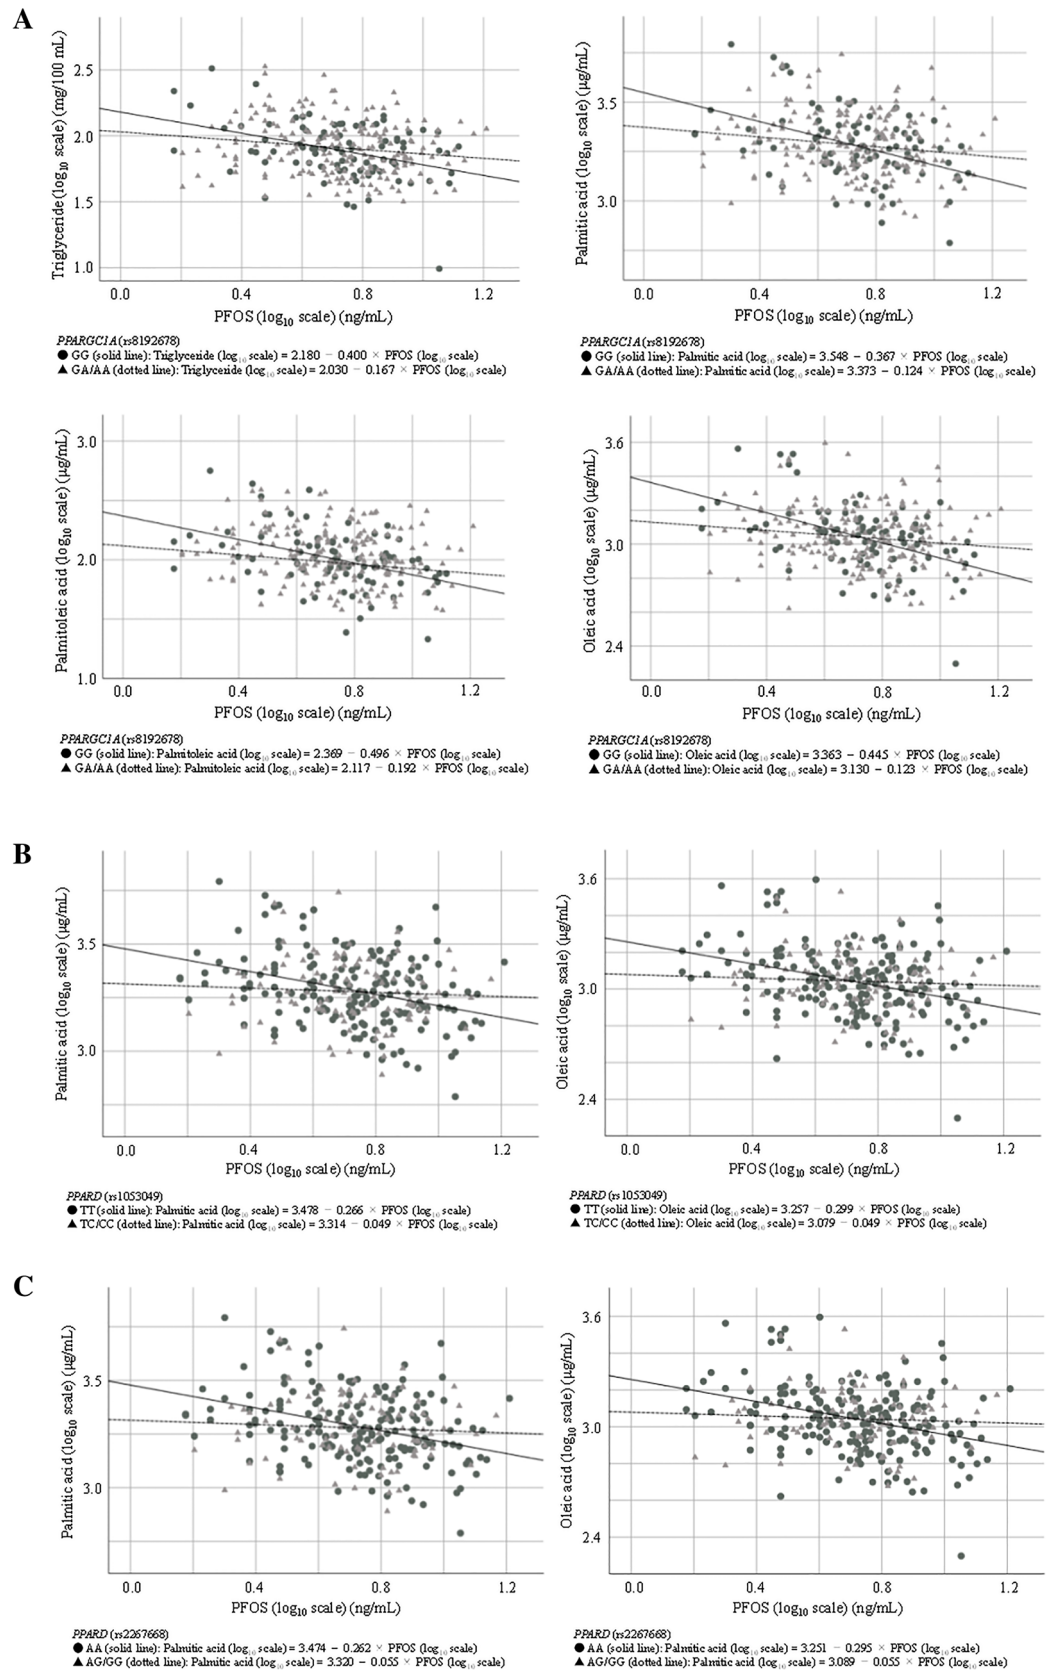 A
Triglyceride (log10 scale) (mg/100 mL)
2.5
2.0
1.5
1.0
0.0 0.4 0.8 1.2
PFOS (log10 scale) (ng/mL)
PPARGC1A (rs8192678)
● GG (solid line): Triglyceride (log10 scale) = 2.180 − 0.400 × PFOS (log10 scale)
▲ GA/AA (dotted line): Triglyceride (log10 scale) = 2.030 − 0.167 × PFOS (log10 scale)
Palmitic acid (log10 scale) (µg/mL)
3.5
3.0
0.0 0.4 0.8 1.2
PFOS (log10 scale) (ng/mL)
PPARGC1A (rs8192678)
● GG (solid line): Palmitic acid (log10 scale) = 3.548 − 0.367 × PFOS (log10 scale)
▲ GA/AA (dotted line): Palmitic acid (log10 scale) = 3.373 − 0.124 × PFOS (log10 scale)
Palmitoleic acid (log10 scale) (µg/mL)
3.0
2.0
1.0
0.0 0.4 0.8 1.2
PFOS (log10 scale) (ng/mL)
PPARGC1A (rs8192678)
● GG (solid line): Palmitoleic acid (log10 scale) = 2.369 − 0.496 × PFOS (log10 scale)
▲ GA/AA (dotted line): Palmitoleic acid (log10 scale) = 2.117 − 0.192 × PFOS (log10 scale)
Oleic acid (log10 scale) (µg/mL)
3.6
3.0
2.4
0.0 0.4 0.8 1.2
PFOS (log10 scale) (ng/mL)
PPARGC1A (rs8192678)
● GG (solid line): Oleic acid (log10 scale) = 3.363 − 0.445 × PFOS (log10 scale)
▲ GA/AA (dotted line): Oleic acid (log10 scale) = 3.130 − 0.123 × PFOS (log10 scale)
B
Palmitic acid (log10 scale) (µg/mL)
3.5
3.0
0.0 0.4 0.8 1.2
PFOS (log10 scale) (ng/mL)
PPARD (rs1053049)
● TT (solid line): Palmitic acid (log10 scale) = 3.478 − 0.266 × PFOS (log10 scale)
▲ TC/CC (dotted line): Palmitic acid (log10 scale) = 3.314 − 0.049 × PFOS (log10 scale)
Oleic acid (log10 scale) (µg/mL)
3.6
3.0
2.4
0.0 0.4 0.8 1.2
PFOS (log10 scale) (ng/mL)
PPARD (rs1053049)
● TT (solid line): Oleic acid (log10 scale) = 3.257 − 0.299 × PFOS (log10 scale)
▲ TC/CC (dotted line): Oleic acid (log10 scale) = 3.079 − 0.049 × PFOS (log10 scale)
C
Palmitic acid (log10 scale) (µg/mL)
3.5
3.0
0.0 0.4 0.8 1.2
PFOS (log10 scale) (ng/mL)
PPARD (rs2267668)
● AA (solid line): Palmitic acid (log10 scale) = 3.474 − 0.262 × PFOS (log10 scale)
▲ AG/GG (dotted line): Palmitic acid (log10 scale) = 3.320 − 0.055 × PFOS (log10 scale)
Oleic acid (log10 scale) (µg/mL)
3.6
3.0
2.4
0.0 0.4 0.8 1.2
PFOS (log10 scale) (ng/mL)
PPARD (rs2267668)
● AA (solid line): Palmitic acid (log10 scale) = 3.251 − 0.295 × PFOS (log10 scale)
▲ AG/GG (dotted line): Palmitic acid (log10 scale) = 3.089 − 0.055 × PFOS (log10 scale)